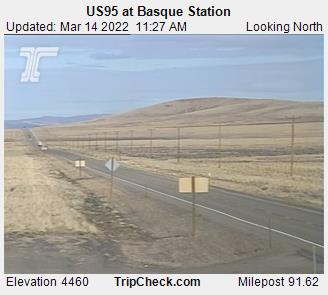 US95 at Basque Station
Updated: Mar 14 2022 11:27 AM Looking North
Elevation 4460 TripCheck.com Milepost 91.62